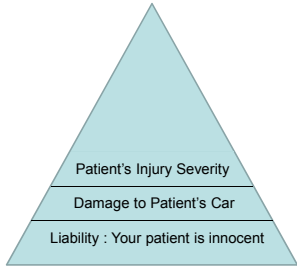 Patient’s Injury Severity
Damage to Patient’s Car
Liability : Your patient is innocent